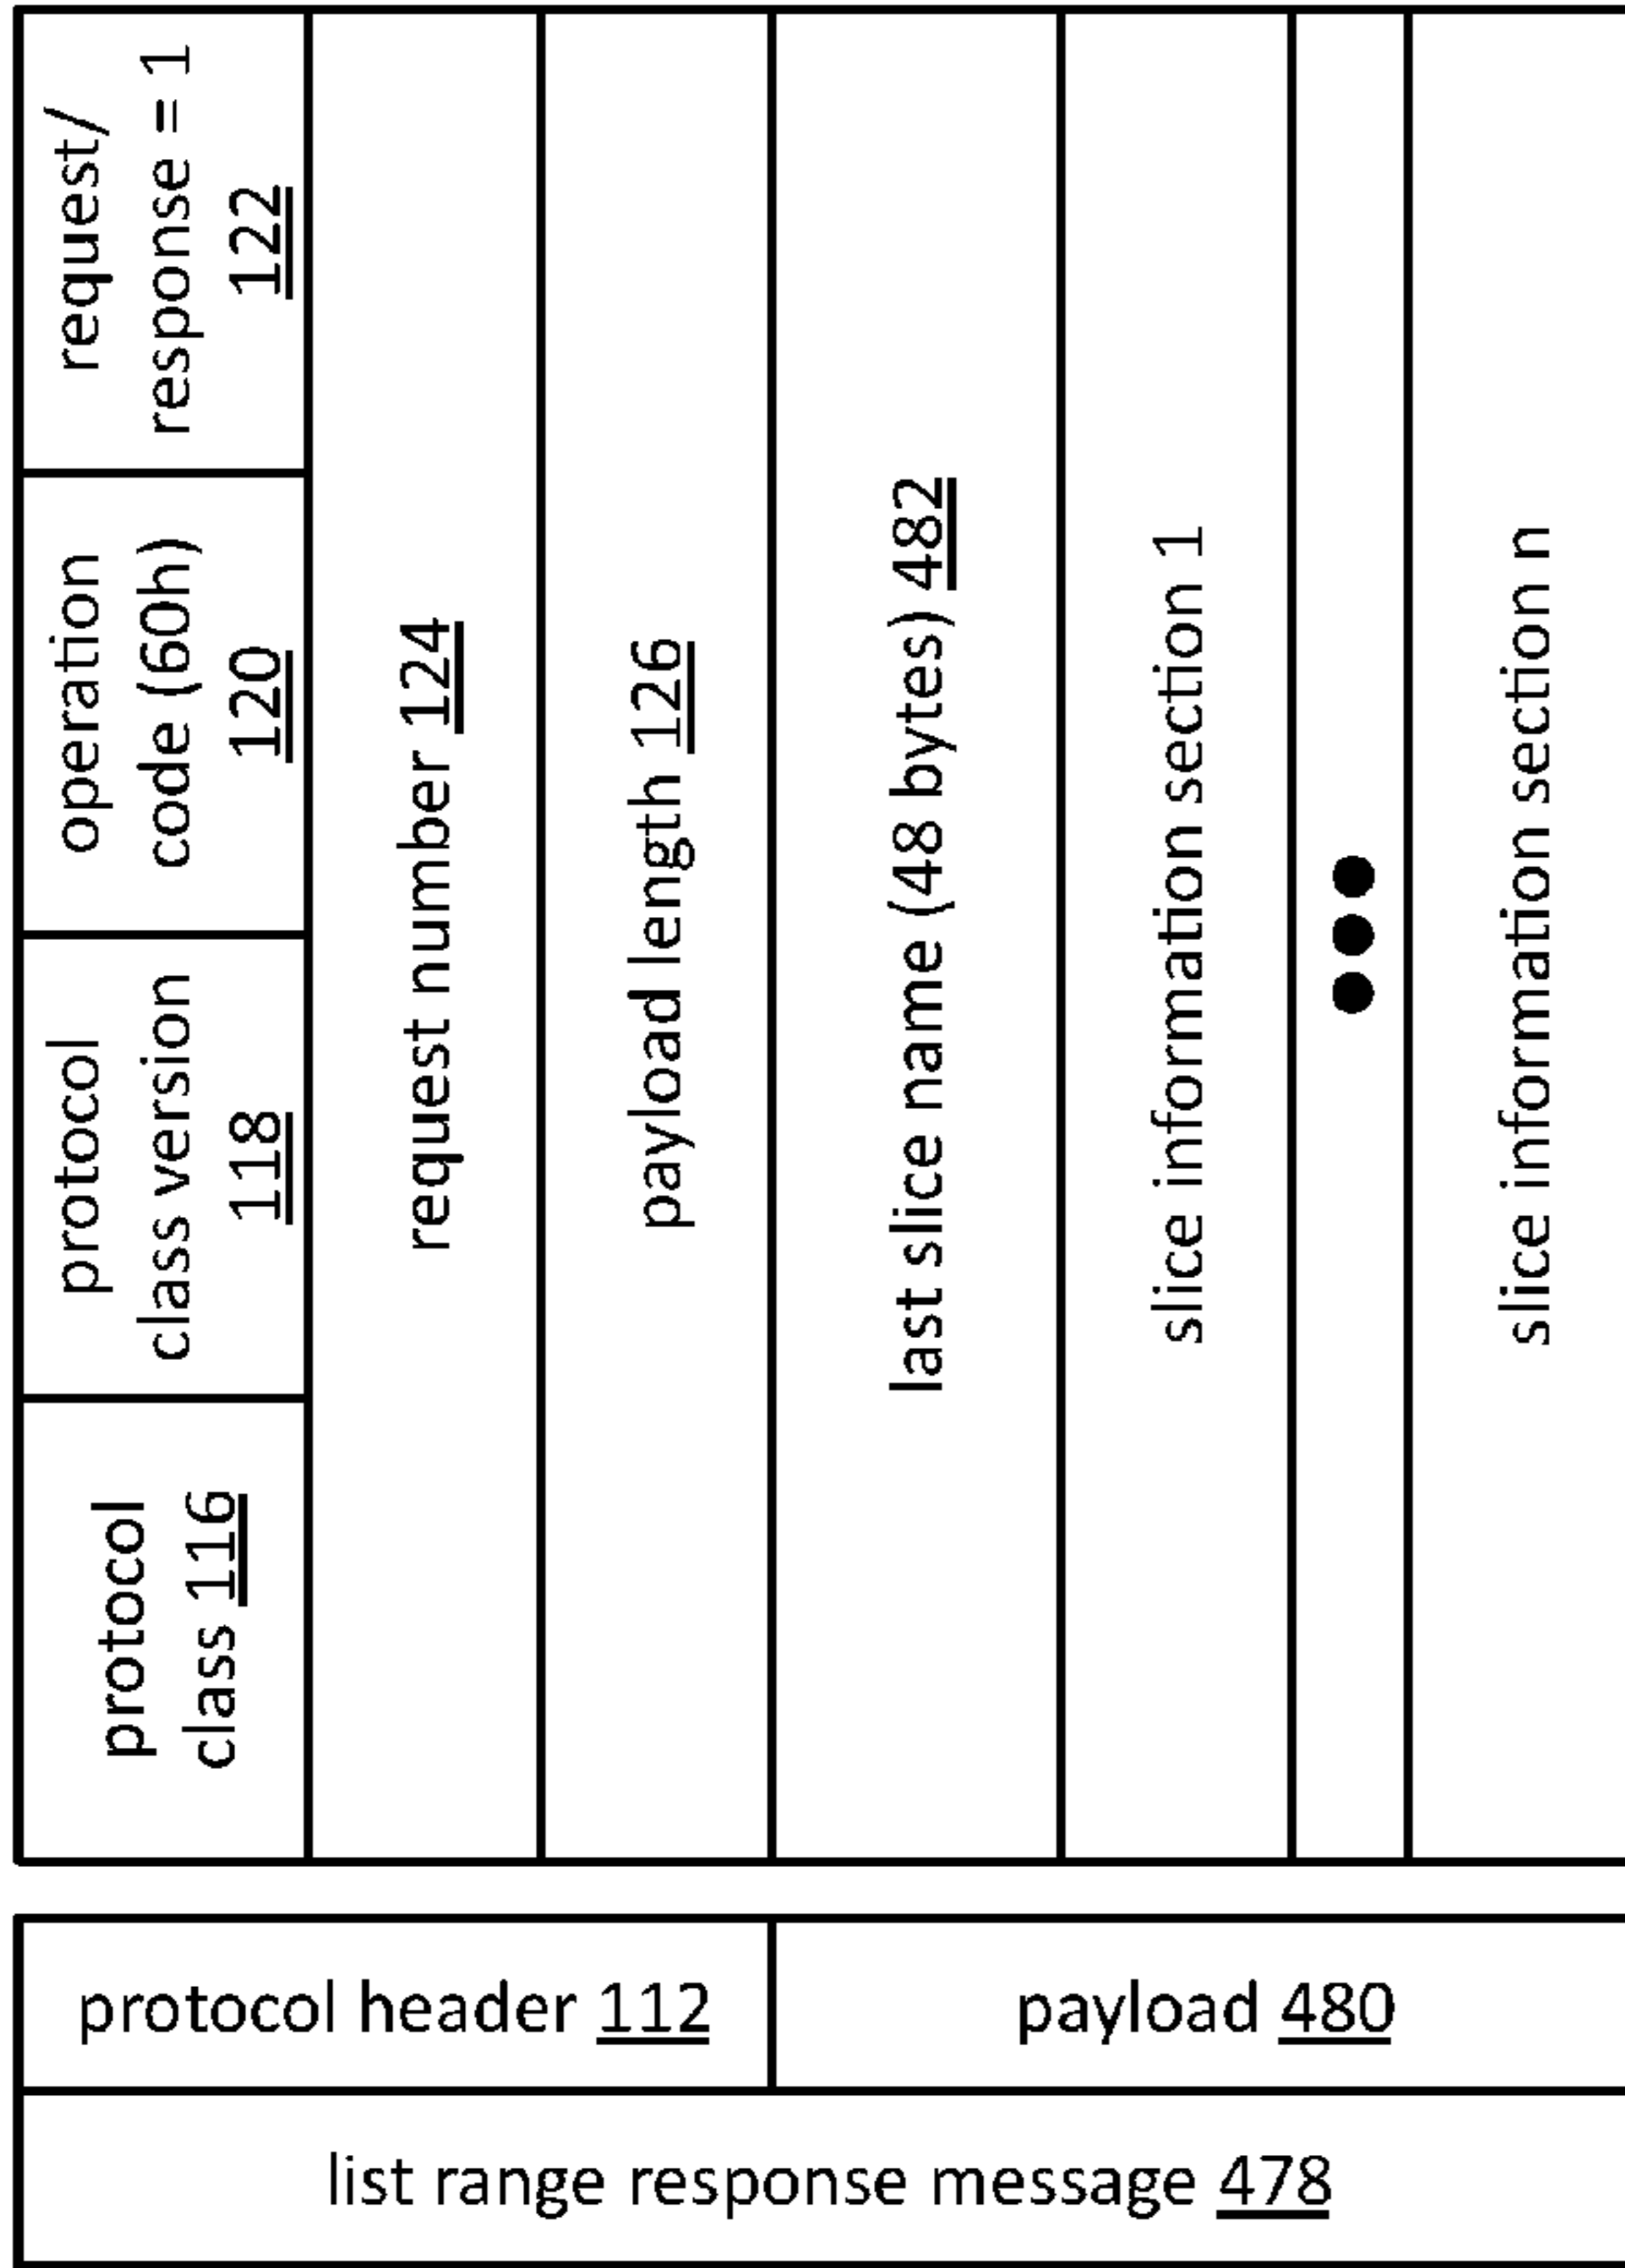 list range response message 478
protocol header 112
payload 480
protocol
class 116
protocol
class version
118
operation
code (60h)
120
request/
response = 1
122
request number 124
payload length 126
last slice name (48 bytes) 482
slice information section 1
slice information section n